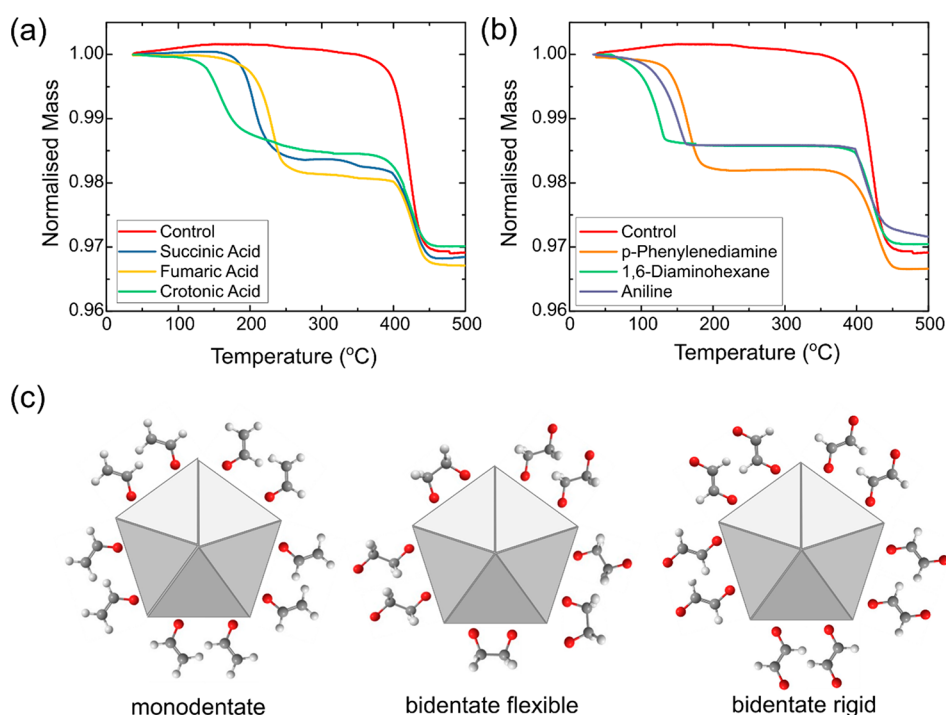 (a)
1.00
0.99
0.98
0.97
0.96
Normalised Mass
Control
Succinic Acid
Fumaric Acid
Crotonic Acid
0 100 200 300 400 500
Temperature (°C)
(b)
1.00
0.99
0.98
0.97
0.96
Normalised Mass
Control
p-Phenylenediamine
1,6-Diaminohexane
Aniline
0 100 200 300 400 500
Temperature (°C)
(c)
monodentate
bidentate flexible
bidentate rigid